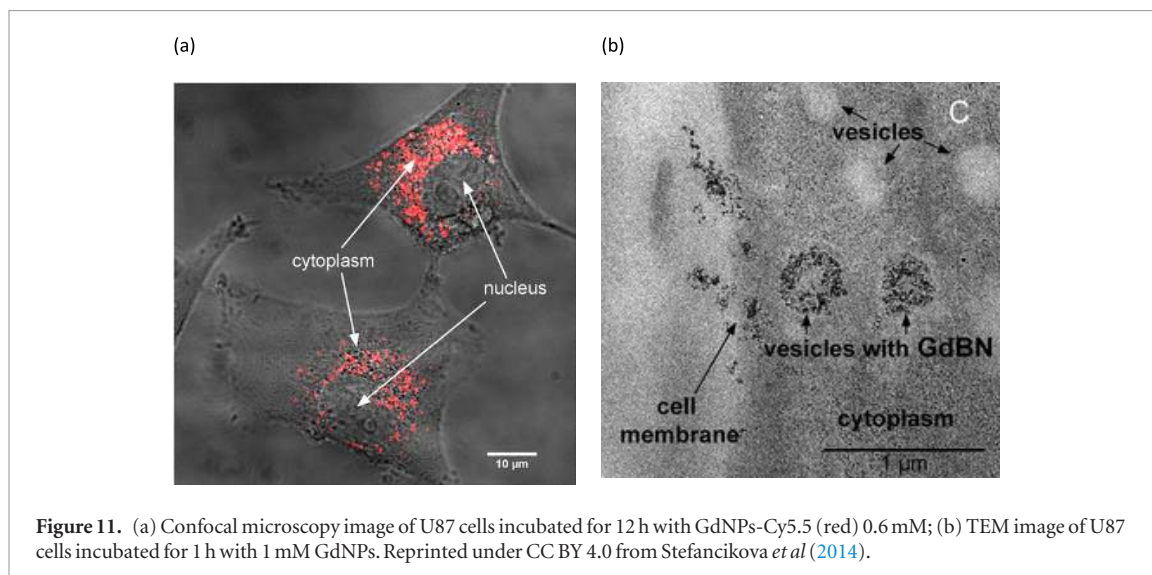 (a)
(b)
C
vesicles
cytoplasm
nucleus
vesicles with GdBN
cell
membrane
cytoplasm
10 µm
1 µm
Figure 11. (a) Confocal microscopy image of U87 cells incubated for 12 h with GdNPs-Cy5.5 (red) 0.6 mM; (b) TEM image of U87
cells incubated for 1 h with 1 mM GdNPs. Reprinted under CC BY 4.0 from Stefancikova et al (2014).